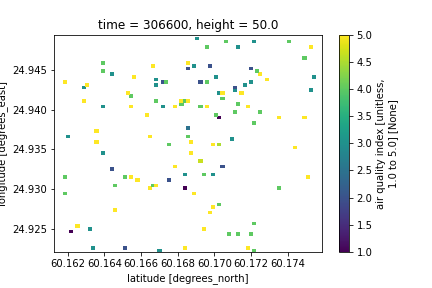 time = 306600, height = 50.0
24.945
24.940
24.935
24.930
24.925
longitude [degrees_east]
60.162 60.164 60.166 60.168 60.170 60.172 60.174
latitude [degrees_north]
5.0
4.5
4.0
3.5
3.0
2.5
2.0
1.5
1.0
air quality index [unitless,
1.0 to 5.0] [None]